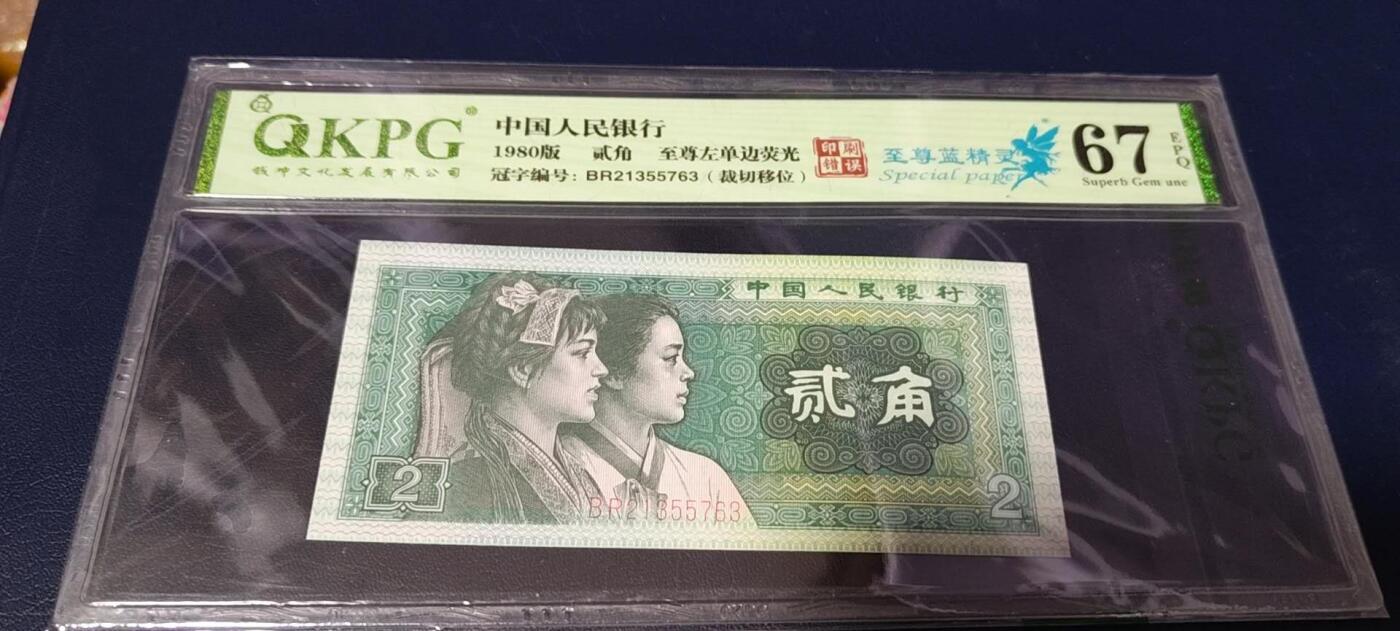 QKPG®
钱坤文化发展有限公司
中国人民银行
1980版 贰角 至尊左单边荧光
冠字编号: BR21355763 (裁切移位)
印刷
错误
至尊蓝精灵
Special paper
67
EPQ
Superb Gem unc
中国人民银行
贰角
2
2
BR21355763